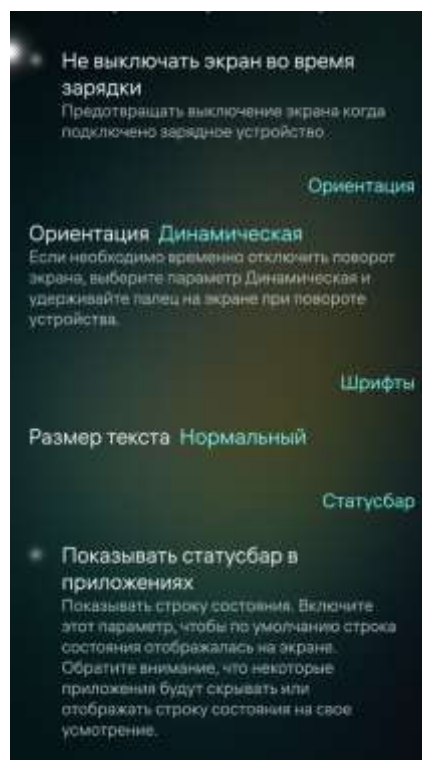 Не выключать экран во время
зарядки
Предотвращать выключение экрана когда
подключено зарядное устройство
Ориентация
Ориентация Динамическая
Если необходимо временно отключить поворот
экрана, выберите параметр Динамическая и
удерживайте палец на экране при повороте
устройства.
Шрифты
Размер текста Нормальный
Статусбар
Показывать статусбар в
приложениях
Показывать строку состояния. Включите
этот параметр, чтобы по умолчанию строка
состояния отображалась на экране.
Обратите внимание, что некоторые
приложения будут скрывать или
отображать строку состояния на свое
усмотрение.